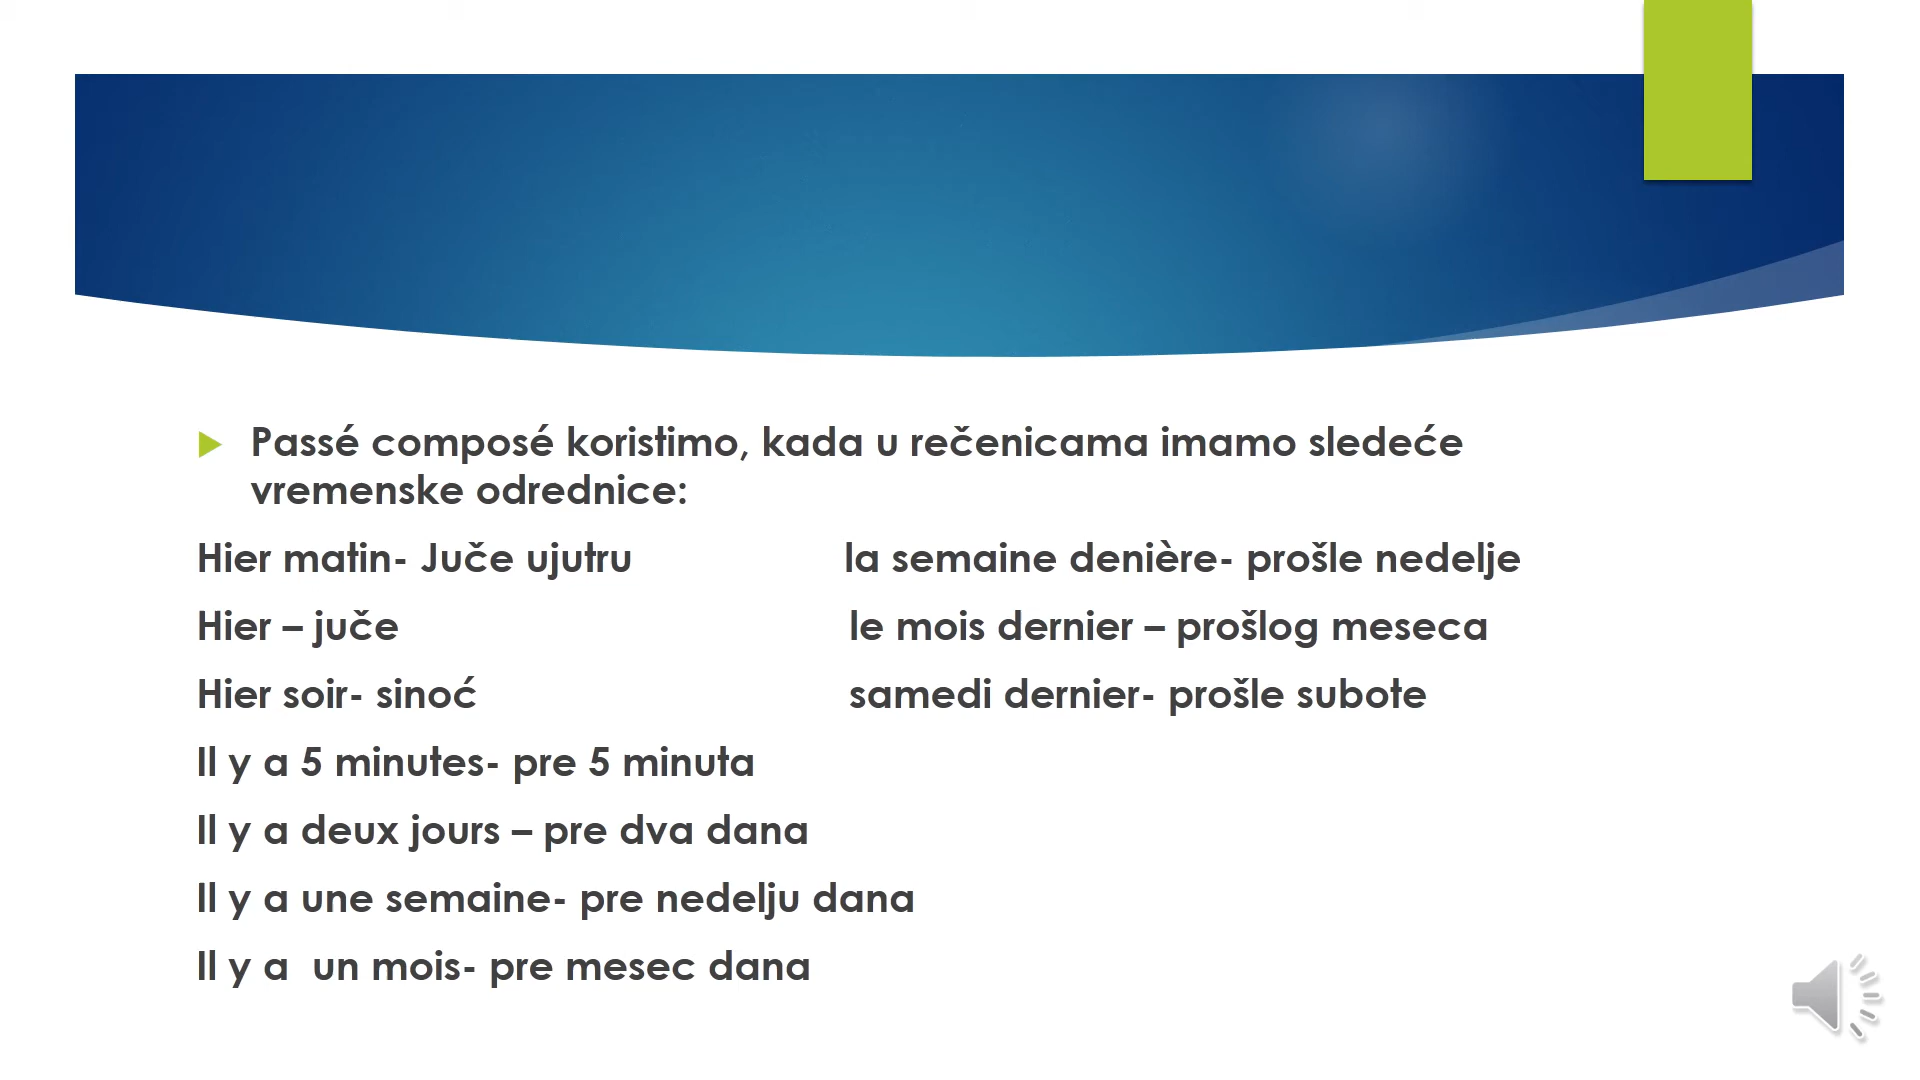 Passé composé koristimo, kada u rečenicama imamo sledeće
vremenske odrednice:
Hier matin- Juče ujutru la semaine denière- prošle nedelje
Hier – juče le mois dernier – prošlog meseca
Hier soir- sinoć samedi dernier- prošle subote
Il y a 5 minutes- pre 5 minuta
Il y a deux jours – pre dva dana
Il y a une semaine- pre nedelju dana
Il y a un mois- pre mesec dana